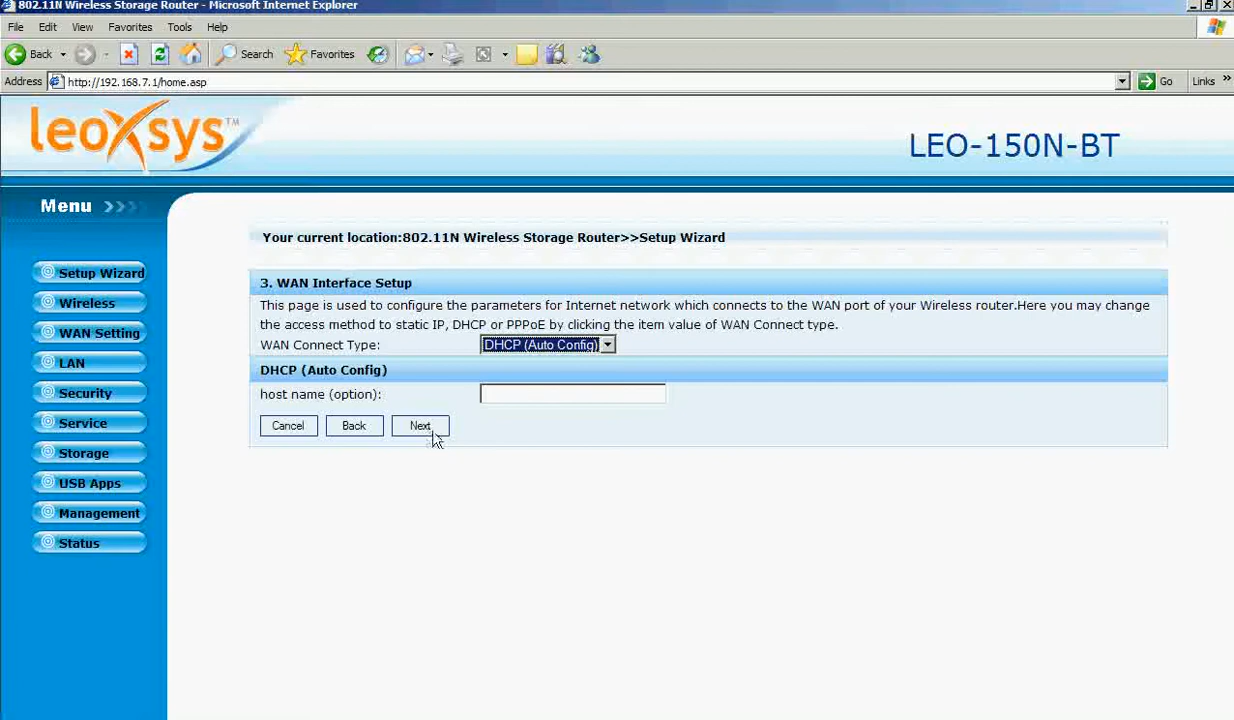 802.11N Wireless Storage Router - Microsoft Internet Explorer
File Edit View Favorites Tools Help
Back Search Favorites
Address http://192.168.7.1/home.asp Go Links »
leoxsys™
LEO-150N-BT
Menu
Your current location:802.11N Wireless Storage Router>>Setup Wizard
Setup Wizard
Wireless
WAN Setting
LAN
Security
Service
Storage
USB Apps
Management
Status
3. WAN Interface Setup
This page is used to configure the parameters for Internet network which connects to the WAN port of your Wireless router.Here you may change
the access method to static IP, DHCP or PPPoE by clicking the item value of WAN Connect type.
WAN Connect Type: DHCP (Auto Config)
DHCP (Auto Config)
host name (option):
Cancel Back Next